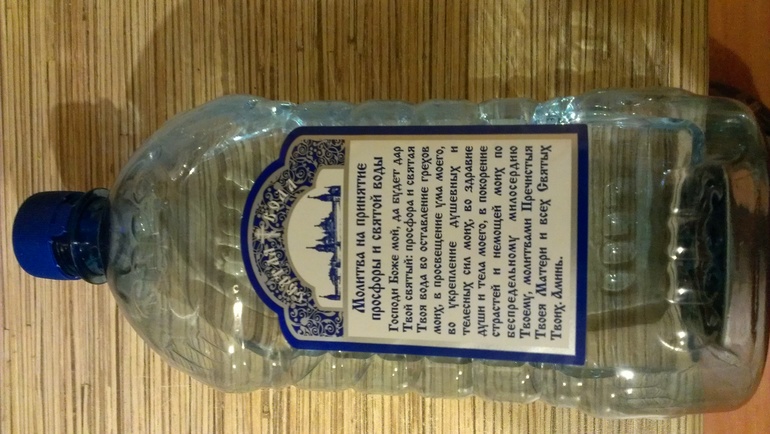 Молитва на принятие
просфоры и святой воды
Господи Боже мой, да будет дар
Твой святый: просфора и святая
Твоя вода во оставление грехов
моих, в просвещение ума моего,
во укрепление душевных и
телесных сил моих, во здравие
души и тела моего, в покорение
страстей и немощей моих по
беспредельному милосердию
Твоему, молитвами Пречистыя
Твоея Матери и всех Святых
Твоих. Аминь.